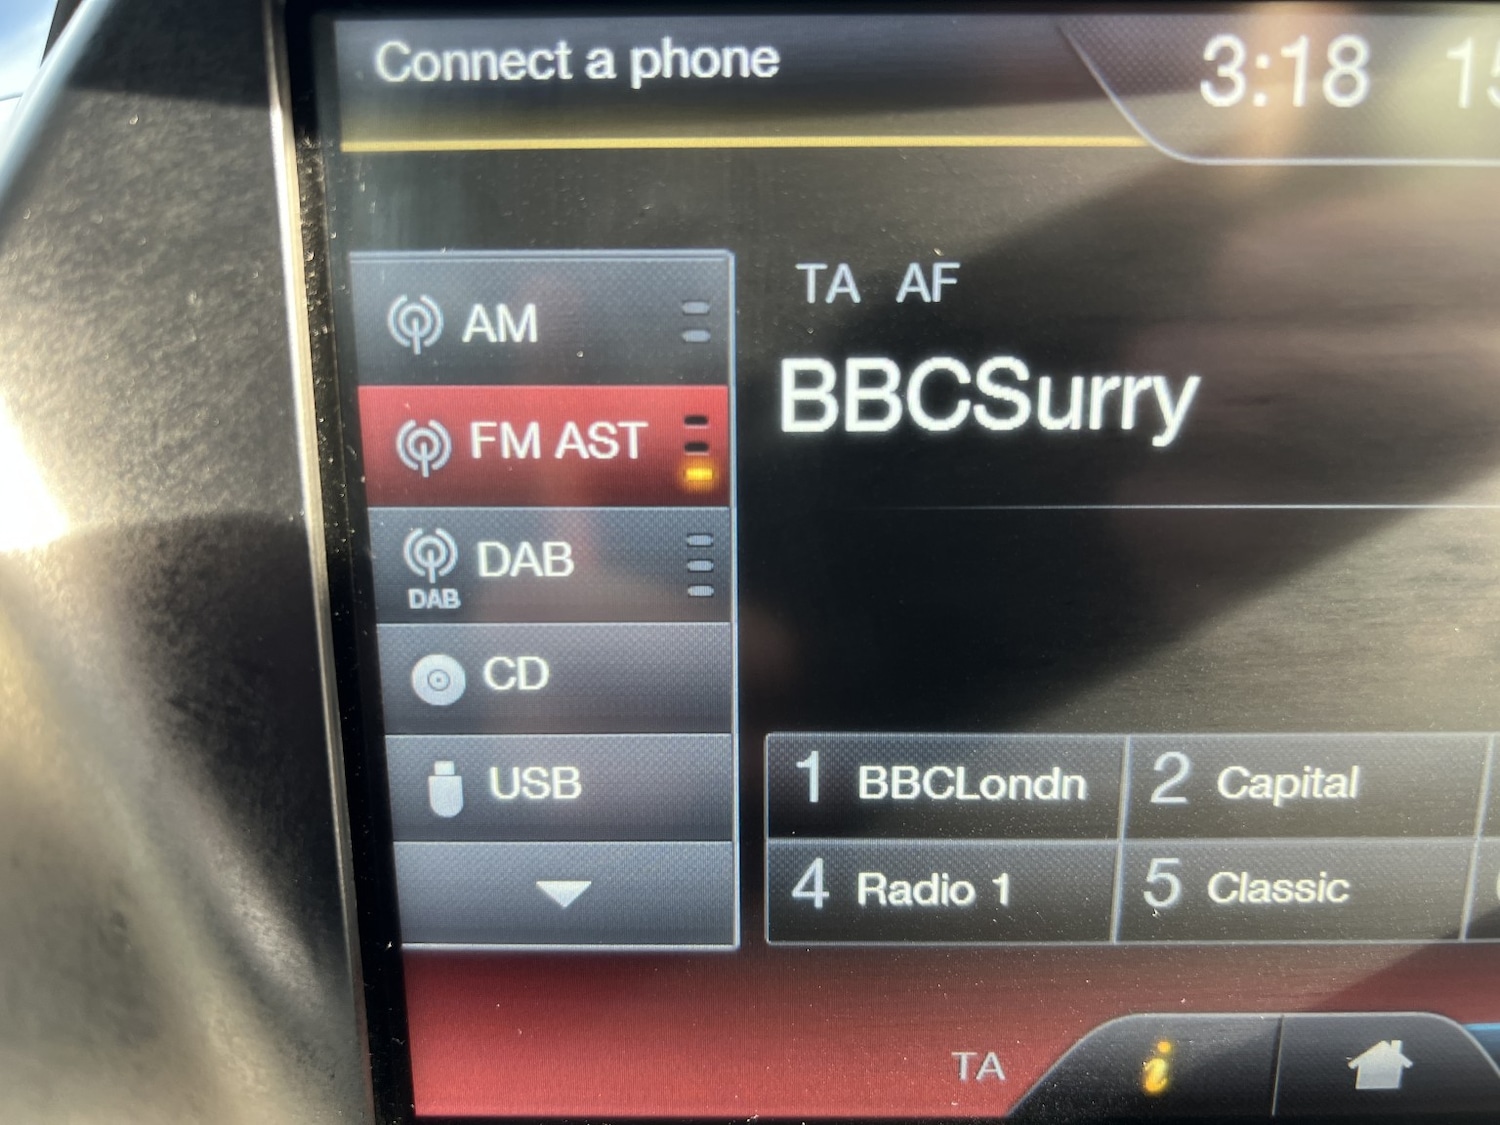 Connect a phone
3:18
AM
FM AST
DAB
DAB
CD
USB
TA AF
BBCSurry
1 BBCLondn
2 Capital
4 Radio 1
5 Classic
TA
i